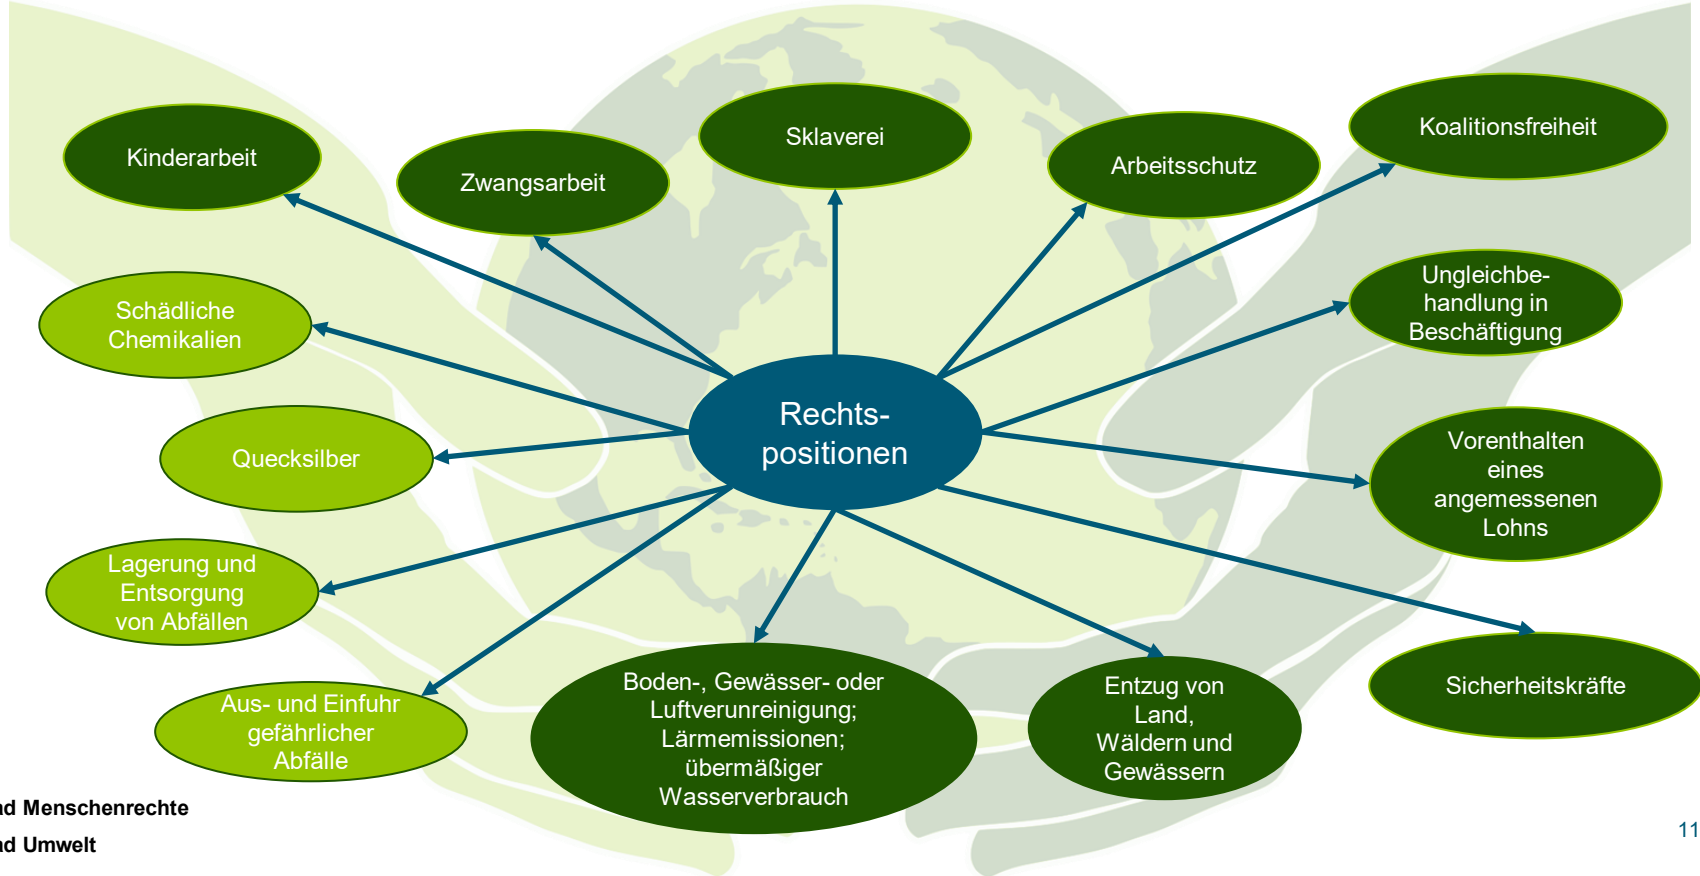 Kinderarbeit
Zwangsarbeit
Sklaverei
Arbeitsschutz
Koalitionsfreiheit
Schädliche
Chemikalien
Ungleichbe-
handlung in
Beschäftigung
Rechts-
positionen
Quecksilber
Vorenthalten
eines
angemessenen
Lohns
Lagerung und
Entsorgung
von Abfällen
Aus- und Einfuhr
gefährlicher
Abfälle
Boden-, Gewässer- oder
Luftverunreinigung;
Lärmemissionen;
übermäßiger
Wasserverbrauch
Entzug von
Land,
Wäldern und
Gewässern
Sicherheitskräfte
Menschenrechte
Umwelt
11